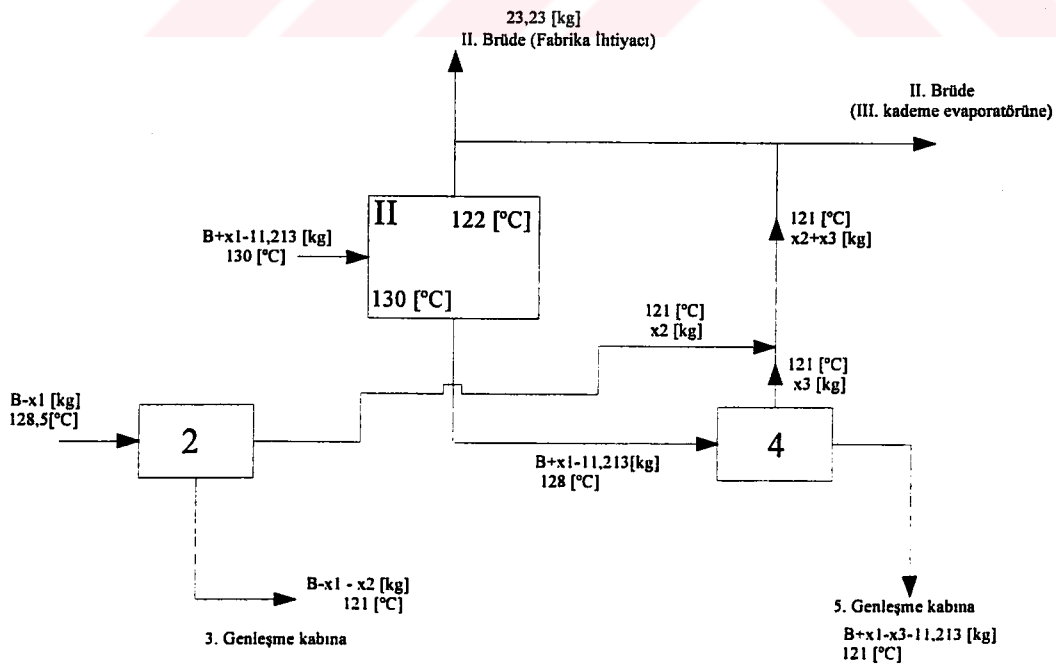 23,23 [kg]
II. Brüde (Fabrika İhtiyacı)
II. Brüde
(III. kademe evaporatörüne)
II
122 [°C]
B+x1-11,213 [kg]
130 [°C]
130 [°C]
121 [°C]
x2+x3 [kg]
121 [°C]
x2 [kg]
121 [°C]
x3 [kg]
B-x1 [kg]
128,5[°C]
2
4
B+x1-11,213[kg]
128 [°C]
B-x1 - x2 [kg]
121 [°C]
3. Genleşme kabına
5. Genleşme kabına
B+x1-x3-11,213 [kg]
121 [°C]